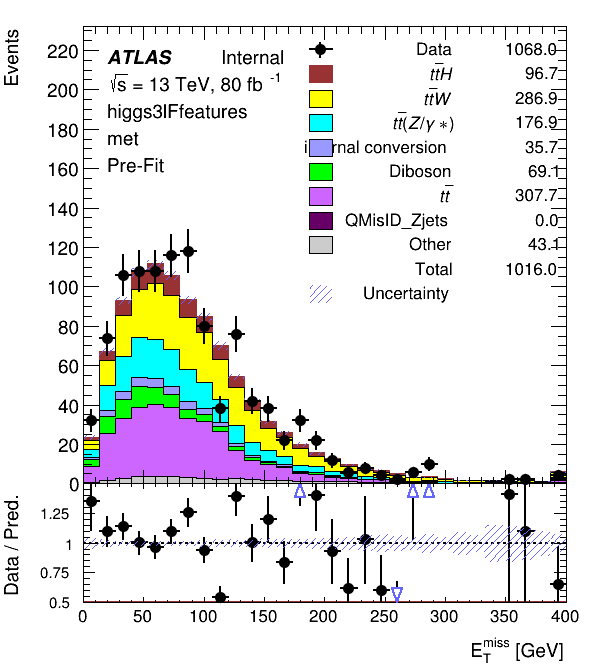 Events
220
200
180
160
140
120
100
80
60
40
20
0
ATLAS Internal
√s = 13 TeV, 80 fb⁻¹
higgs3lFfeatures
met
Pre-Fit
Data 1068.0
tt̄H 96.7
tt̄W 286.9
tt̄(Z/γ*) 176.9
conversion 35.7
Diboson 69.1
tt̄ 307.7
QMisID_Zjets 0.0
Other 43.1
Total 1016.0
Uncertainty
Data / Pred.
1.25
1
0.75
0.5
0 50 100 150 200 250 300 350 400
E_T^miss [GeV]